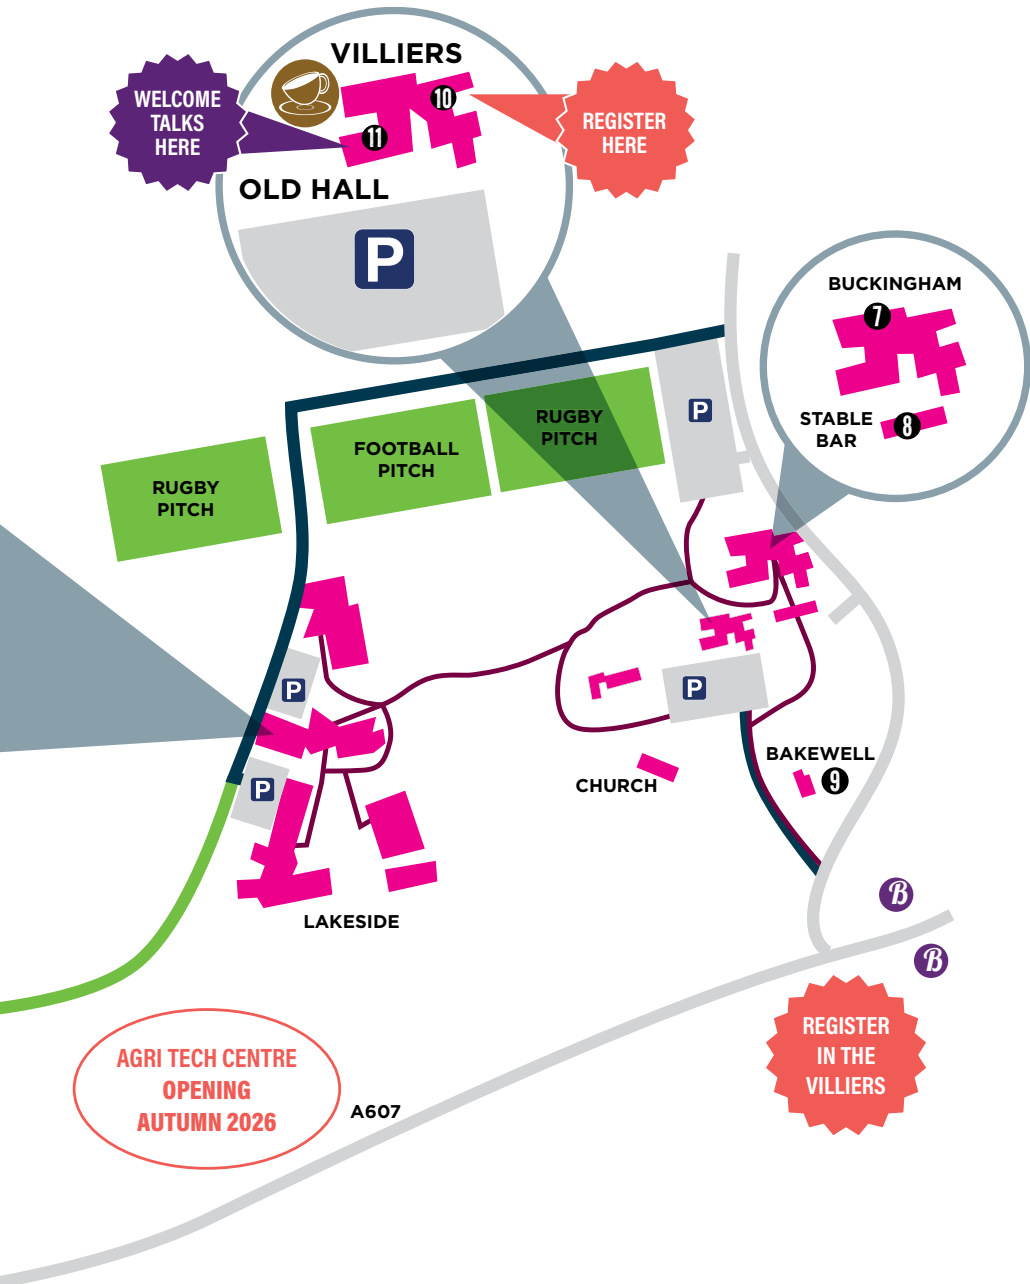 VILLIERS
WELCOME
TALKS
HERE
10
11
REGISTER
HERE
OLD HALL
P
BUCKINGHAM
7
STABLE
BAR
8
P
RUGBY
PITCH
FOOTBALL
PITCH
RUGBY
PITCH
P
P
BAKEWELL
9
CHURCH
P
LAKESIDE
B
B
REGISTER
IN THE
VILLIERS
AGRI TECH CENTRE
OPENING
AUTUMN 2026
A607